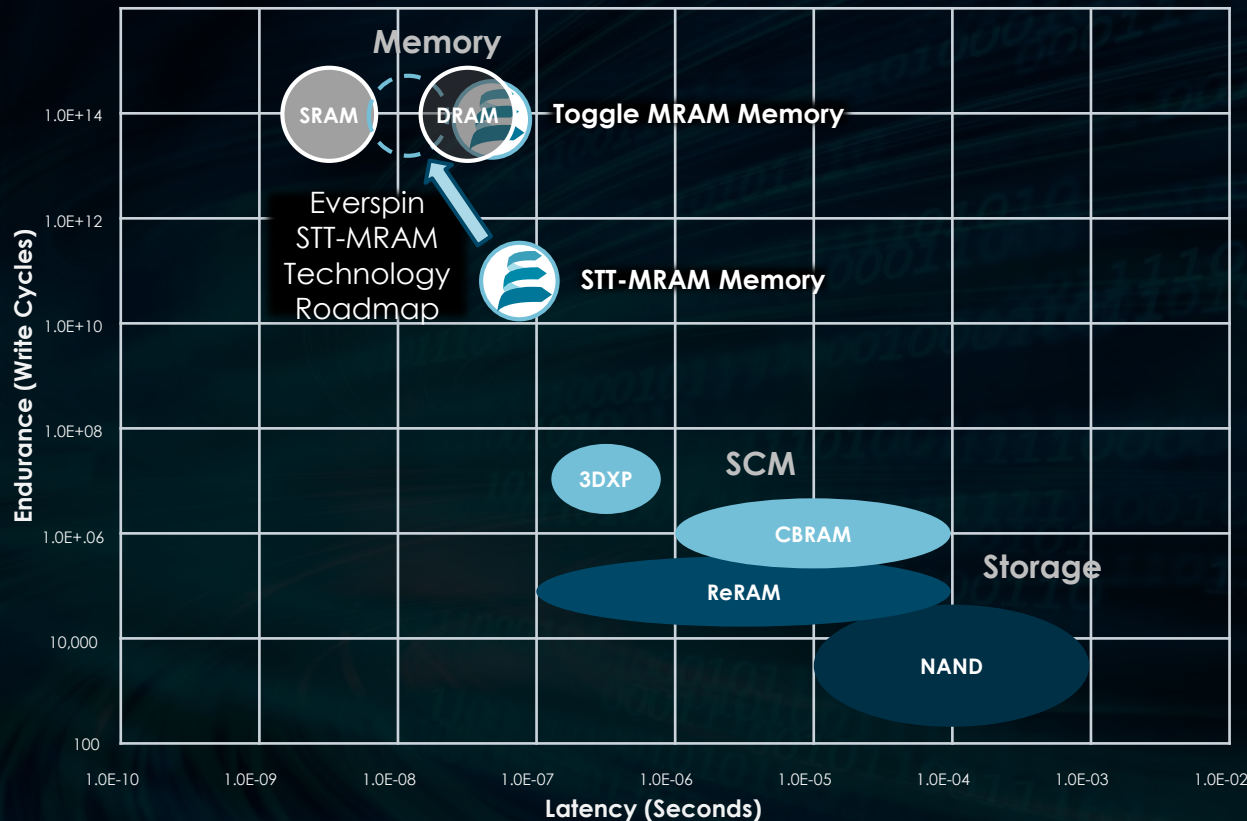 Memory
SRAM
DRAM
Toggle MRAM Memory
Everspin
STT-MRAM
Technology
Roadmap
STT-MRAM Memory
3DXP
SCM
CBRAM
Storage
ReRAM
NAND
Endurance (Write Cycles)
1.0E+14
1.0E+12
1.0E+10
1.0E+08
1.0E+.06
10,000
100
1.0E-10
1.0E-09
1.0E-08
1.0E-07
1.0E-06
1.0E-05
1.0E-04
1.0E-03
1.0E-02
Latency (Seconds)